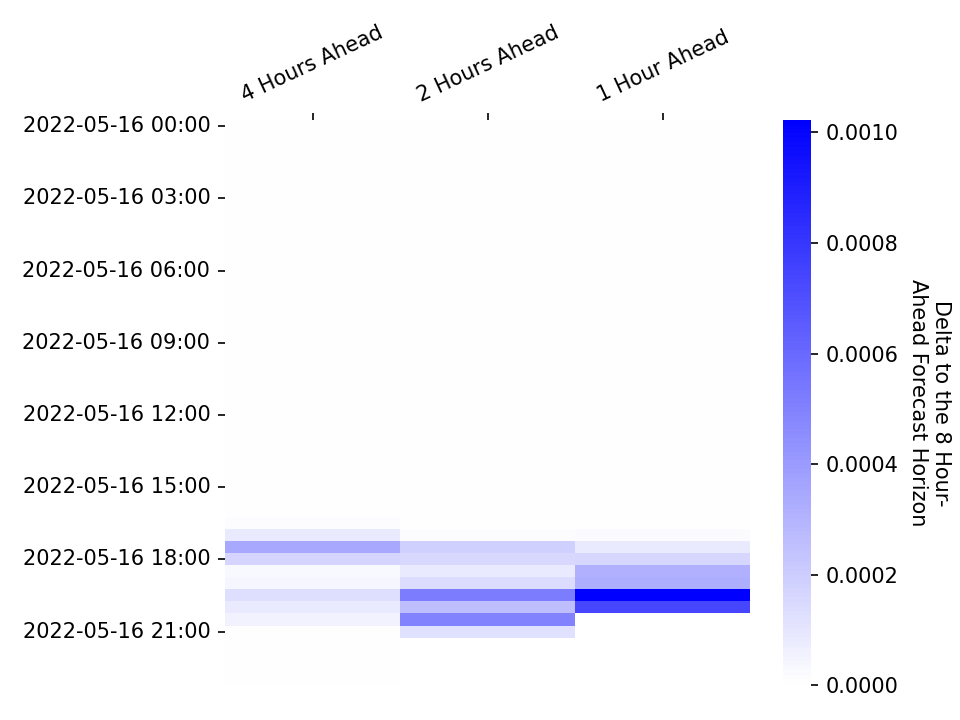 4 Hours Ahead
2 Hours Ahead
1 Hour Ahead
2022-05-16 00:00
2022-05-16 03:00
2022-05-16 06:00
2022-05-16 09:00
2022-05-16 12:00
2022-05-16 15:00
2022-05-16 18:00
2022-05-16 21:00
0.0010
0.0008
0.0006
0.0004
0.0002
0.0000
Delta to the 8 Hour-
Ahead Forecast Horizon